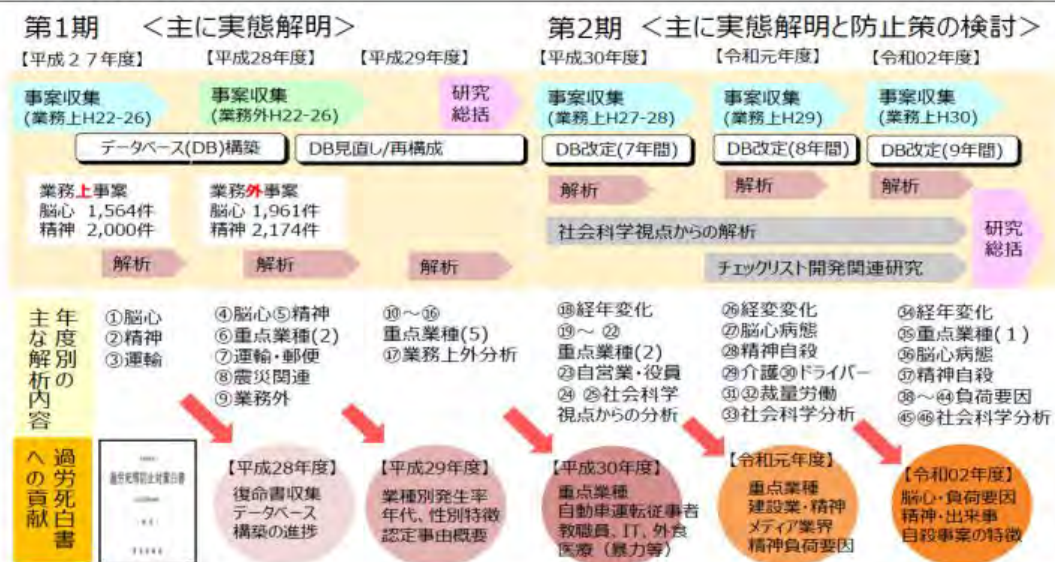 第1期 ＜主に実態解明＞
第2期 ＜主に実態解明と防止策の検討＞
【平成２７年度】
【平成28年度】
【平成29年度】
【平成30年度】
【令和元年度】
【令和02年度】
事案収集
(業務上H22-26)
事案収集
(業務外H22-26)
研究
総括
事案収集
(業務上H27-28)
事案収集
(業務上H29)
事案収集
(業務上H30)
データベース(DB)構築
DB見直し/再構成
DB改定(7年間)
DB改定(8年間)
DB改定(9年間)
業務上事案
脳心 1,564件
精神 2,000件
業務外事案
脳心 1,961件
精神 2,174件
解析
解析
解析
解析
解析
解析
社会科学視点からの解析
チェックリスト開発関連研究
研究
総括
年度別の
主な解析内容
①脳心
②精神
③運輸
④脳心⑤精神
⑥重点業種(2)
⑦運輸・郵便
⑧震災関連
⑨業務外
⑩～⑯
重点業種(5)
⑰業務上外分析
⑱経年変化
⑲～ ㉒
重点業種(2)
㉓自営業・役員
㉔ ㉕社会科学
視点からの分析
㉖経変変化
㉗脳心病態
㉘精神自殺
㉙介護㉚ドライバー
㉛㉜裁量労働
㉝社会科学分析
㉞経年変化
㉟重点業種(１)
㊱脳心病態
㊲精神自殺
㊳～㊹負荷要因
㊺㊻社会科学分析
過労死白書
への貢献
過労死等防止対策白書
【平成28年度】
復命書収集
データベース
構築の進捗
【平成29年度】
業種別発生率
年代、性別特徴
認定事由概要
【平成30年度】
重点業種
自動車運転従事者
教職員、IT、外食
医療（暴力等）
【令和元年度】
重点業種
建設業・精神
メディア業界
精神負荷要因
【令和02年度】
脳心・負荷要因
精神・出来事
自殺事案の特徴